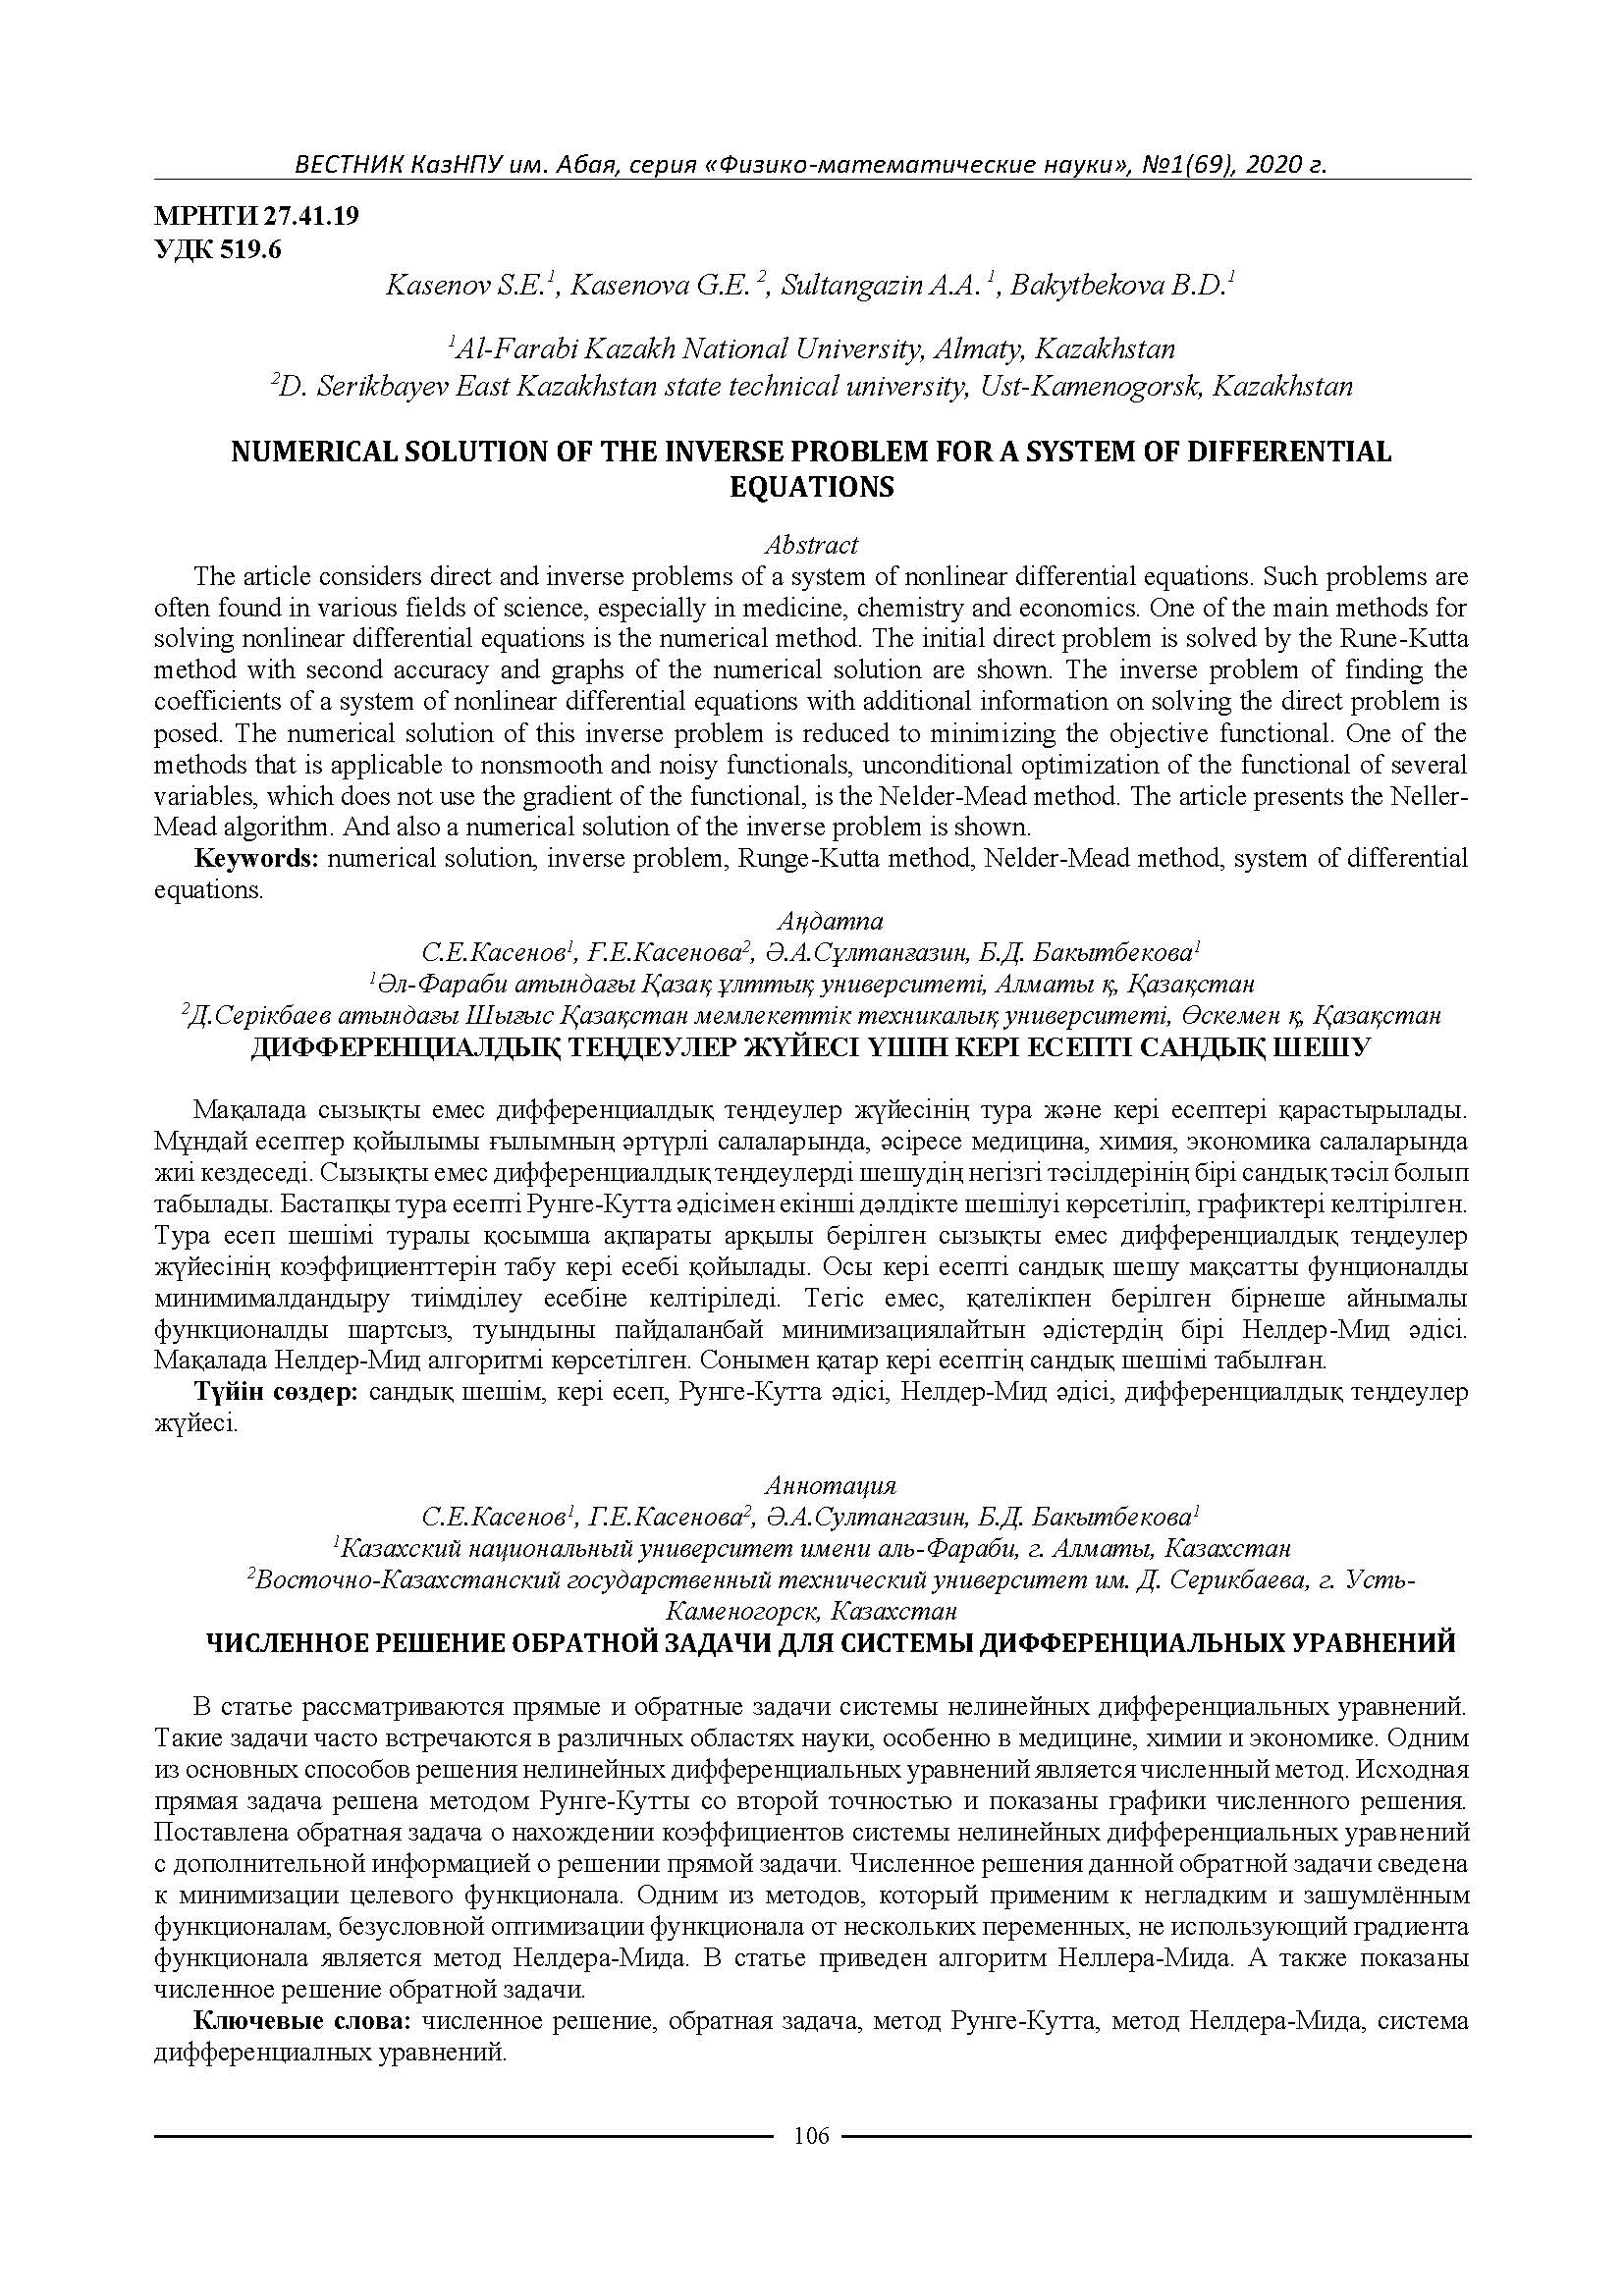 ВЕСТНИК КазНПУ им. Абая, серия «Физико-математические науки», №1(69), 2020 г.
МРНТИ 27.41.19
УДК 519.6
Kasenov S.E.¹, Kasenova G.E. ², Sultangazin A.A. ¹, Bakytbekova B.D.¹
¹Al-Farabi Kazakh National University, Almaty, Kazakhstan
²D. Serikbayev East Kazakhstan state technical university, Ust-Kamenogorsk, Kazakhstan
NUMERICAL SOLUTION OF THE INVERSE PROBLEM FOR A SYSTEM OF DIFFERENTIAL
EQUATIONS
Abstract
The article considers direct and inverse problems of a system of nonlinear differential equations. Such problems are
often found in various fields of science, especially in medicine, chemistry and economics. One of the main methods for
solving nonlinear differential equations is the numerical method. The initial direct problem is solved by the Rune-Kutta
method with second accuracy and graphs of the numerical solution are shown. The inverse problem of finding the
coefficients of a system of nonlinear differential equations with additional information on solving the direct problem is
posed. The numerical solution of this inverse problem is reduced to minimizing the objective functional. One of the
methods that is applicable to nonsmooth and noisy functionals, unconditional optimization of the functional of several
variables, which does not use the gradient of the functional, is the Nelder-Mead method. The article presents the Neller-
Mead algorithm. And also a numerical solution of the inverse problem is shown.
Keywords: numerical solution, inverse problem, Runge-Kutta method, Nelder-Mead method, system of differential
equations.
Аңдатпа
С.Е.Касенов¹, Ғ.Е.Касенова², Ә.А.Сұлтанғазин, Б.Д. Бакытбекова¹
¹Әл-Фараби атындағы Қазақ ұлттық университеті, Алматы қ, Қазақстан
²Д.Серікбаев атындағы Шығыс Қазақстан мемлекеттік техникалық университеті, Өскемен қ, Қазақстан
ДИФФЕРЕНЦИАЛДЫҚ ТЕҢДЕУЛЕР ЖҮЙЕСІ ҮШІН КЕРІ ЕСЕПТІ САНДЫҚ ШЕШУ
Мақалада сызықты емес дифференциалдық теңдеулер жүйесінің тура және кері есептері қарастырылады.
Мұндай есептер қойылымы ғылымның әртүрлі салаларында, әсіресе медицина, химия, экономика салаларында
жиі кездеседі. Сызықты емес дифференциалдық теңдеулерді шешудің негізгі тәсілдерінің бірі сандық тәсіл болып
табылады. Бастапқы тура есепті Рунге-Кутта әдісімен екінші дәлдікте шешілуі көрсетіліп, графиктері келтірілген.
Тура есеп шешімі туралы қосымша ақпараты арқылы берілген сызықты емес дифференциалдық теңдеулер
жүйесінің коэффициенттерін табу кері есебі қойылады. Осы кері есепті сандық шешу мақсатты фунционалды
минимималдандыру тиімділеу есебіне келтіріледі. Тегіс емес, қателікпен берілген бірнеше айнымалы
функционалды шартсыз, туындыны пайдаланбай минимизациялайтын әдістердің бірі Нелдер-Мид әдісі.
Мақалада Нелдер-Мид алгоритмі көрсетілген. Сонымен қатар кері есептің сандық шешімі табылған.
Түйін сөздер: сандық шешім, кері есеп, Рунге-Кутта әдісі, Нелдер-Мид әдісі, дифференциалдық теңдеулер
жүйесі.
Аннотация
С.Е.Касенов¹, Г.Е.Касенова², Ә.А.Султангазин, Б.Д. Бакытбекова¹
¹Казахский национальный университет имени аль-Фараби, г. Алматы, Казахстан
²Восточно-Казахстанский государственный технический университет им. Д. Серикбаева, г. Усть-
Каменогорск, Казахстан
ЧИСЛЕННОЕ РЕШЕНИЕ ОБРАТНОЙ ЗАДАЧИ ДЛЯ СИСТЕМЫ ДИФФЕРЕНЦИАЛЬНЫХ УРАВНЕНИЙ
В статье рассматриваются прямые и обратные задачи системы нелинейных дифференциальных уравнений.
Такие задачи часто встречаются в различных областях науки, особенно в медицине, химии и экономике. Одним
из основных способов решения нелинейных дифференциальных уравнений является численный метод. Исходная
прямая задача решена методом Рунге-Кутты со второй точностью и показаны графики численного решения.
Поставлена обратная задача о нахождении коэффициентов системы нелинейных дифференциальных уравнений
с дополнительной информацией о решении прямой задачи. Численное решения данной обратной задачи сведена
к минимизации целевого функционала. Одним из методов, который применим к негладким и зашумлённым
функционалам, безусловной оптимизации функционала от нескольких переменных, не использующий градиента
функционала является метод Нелдера-Мида. В статье приведен алгоритм Неллера-Мида. А также показаны
численное решение обратной задачи.
Ключевые слова: численное решение, обратная задача, метод Рунге-Кутта, метод Нелдера-Мида, система
дифференциалных уравнений.
106